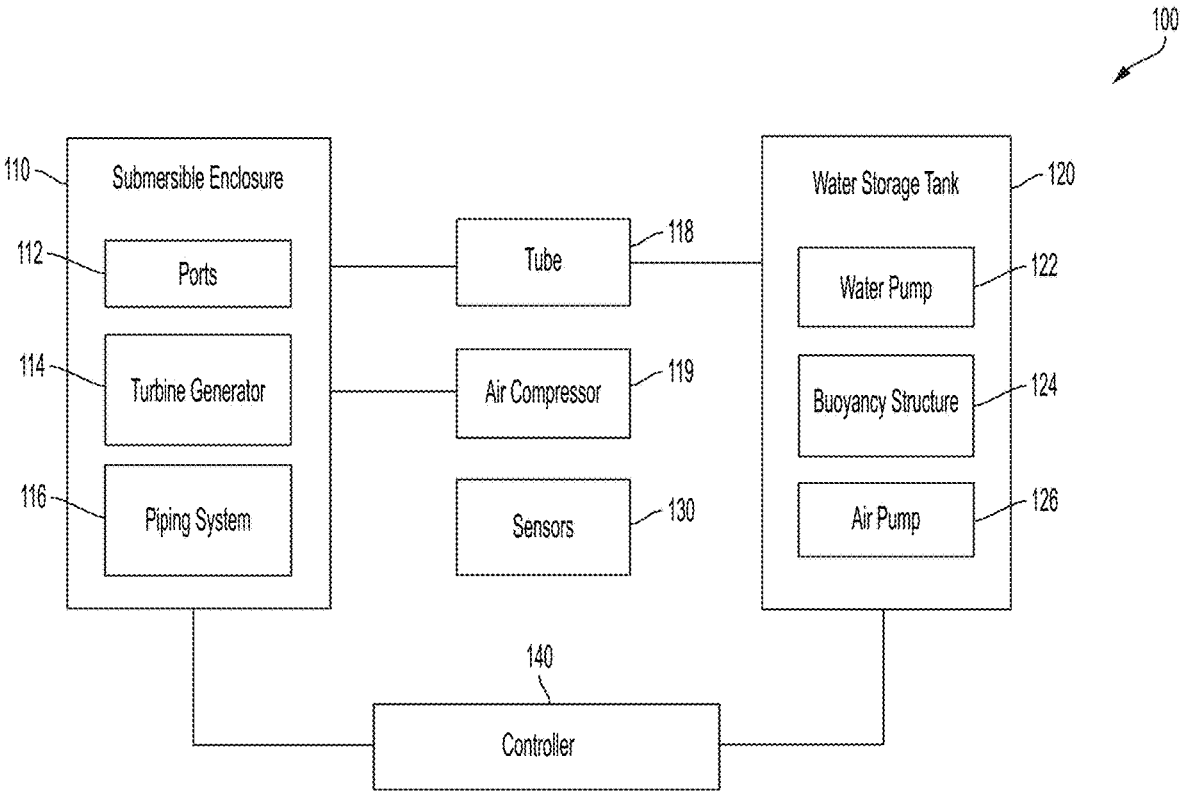 100
110
Submersible Enclosure
112
Ports
114
Turbine Generator
116
Piping System
Tube
118
Air Compressor
119
Sensors
130
Water Storage Tank
120
Water Pump
122
Buoyancy Structure
124
Air Pump
126
140
Controller